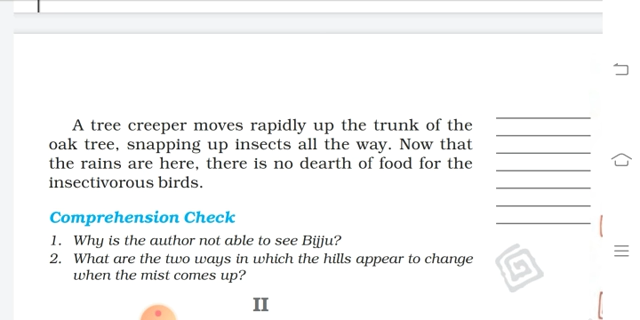 A tree creeper moves rapidly up the trunk of the
oak tree, snapping up insects all the way. Now that
the rains are here, there is no dearth of food for the
insectivorous birds.
Comprehension Check
1. Why is the author not able to see Bijju?
2. What are the two ways in which the hills appear to change
when the mist comes up?
II